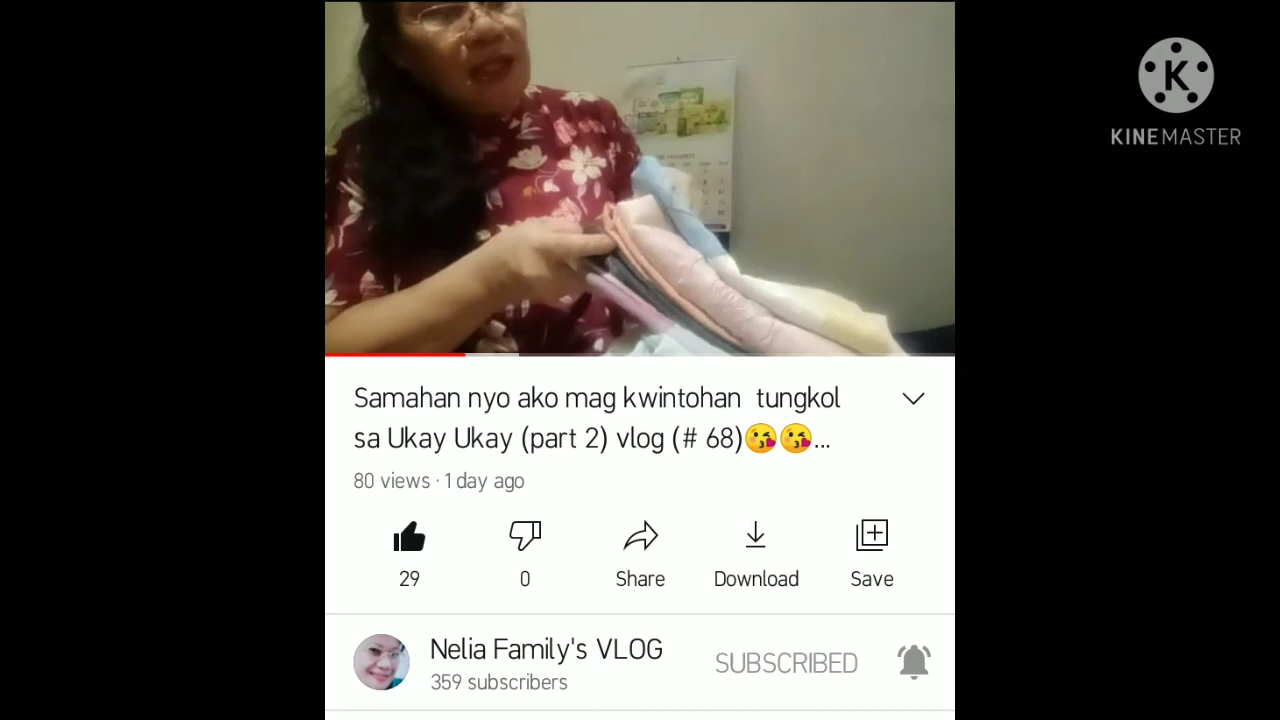 KINEMASTER
Samahan nyo ako mag kwintohan tungkol
sa Ukay Ukay (part 2) vlog (# 68)😘😘...
80 views · 1 day ago
29
0
Share
Download
Save
Nelia Family's VLOG
SUBSCRIBED
359 subscribers